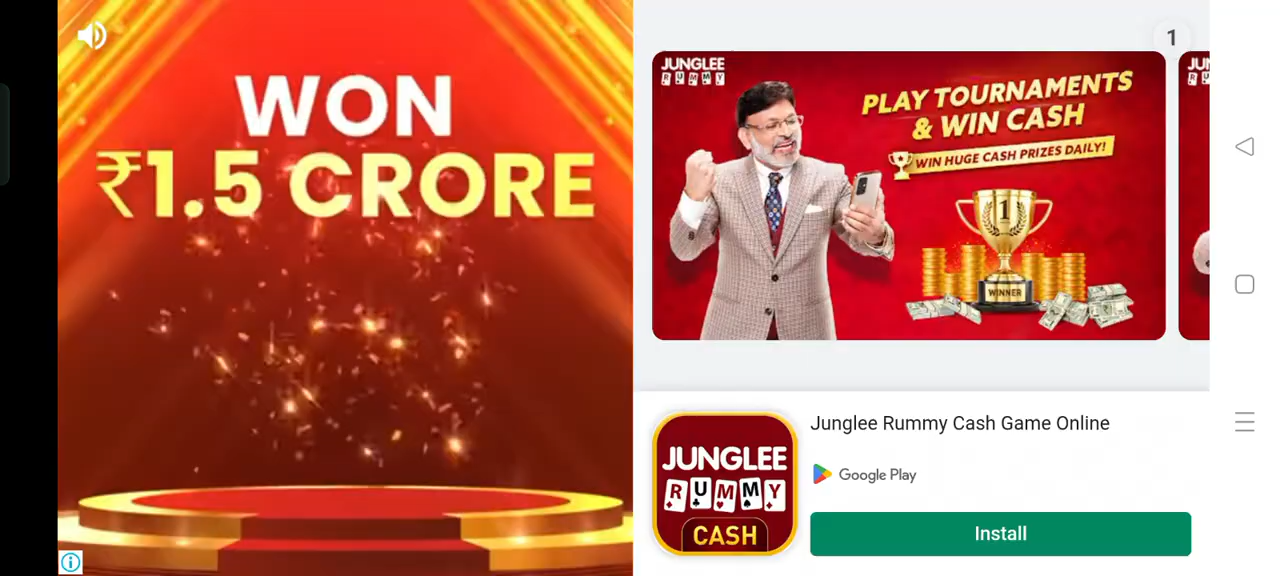 WON
₹1.5 CRORE
1
JUNGLEE
RUMMY
PLAY TOURNAMENTS
& WIN CASH
WIN HUGE CASH PRIZES DAILY!
1
WINNER
JUN
R
Junglee Rummy Cash Game Online
Google Play
Install
JUNGLEE
RUMMY
CASH